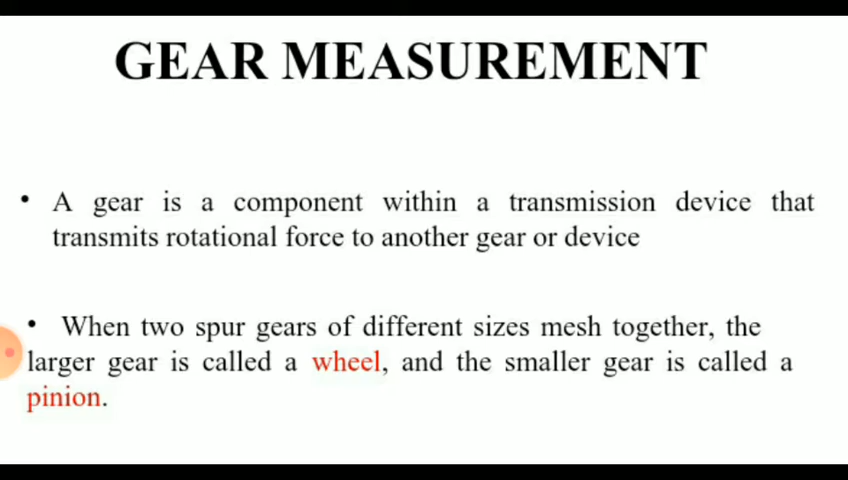 GEAR MEASUREMENT
• A gear is a component within a transmission device that
transmits rotational force to another gear or device
• When two spur gears of different sizes mesh together, the
larger gear is called a wheel, and the smaller gear is called a
pinion.